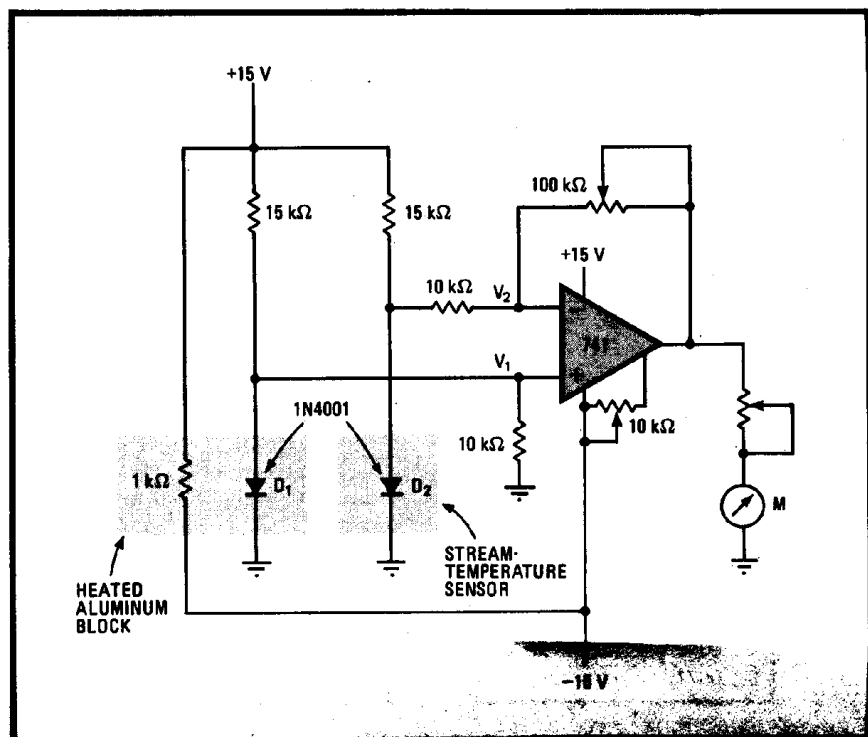 +15 V
15 kΩ
15 kΩ
100 kΩ
+15 V
10 kΩ
V2
741
V1
1N4001
10 kΩ
10 kΩ
1 kΩ
D1
D2
M
STREAM-
TEMPERATURE
SENSOR
HEATED
ALUMINUM
BLOCK